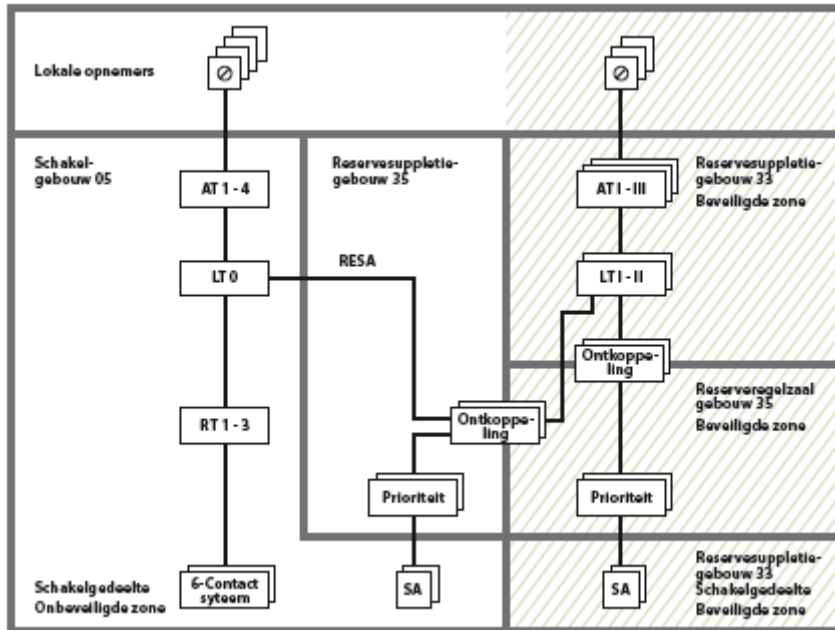 Lokale opnemers
Schakel-
gebouw 05
Reservesuppletie-
gebouw 35
Reservesuppletie-
gebouw 33
Beveiligde zone
AT 1 - 4
AT I - III
LT 0
RESA
LT I - II
Ontkoppe-
ling
Reserveregelzaal
gebouw 35
Beveiligde zone
RT 1 - 3
Ontkoppe-
ling
Prioriteit
Prioriteit
Schakelgedeelte
Onbeveiligde zone
6-Contact
syteem
SA
SA
Reservesuppletie-
gebouw 33
Schakelgedeelte
Beveiligde zone